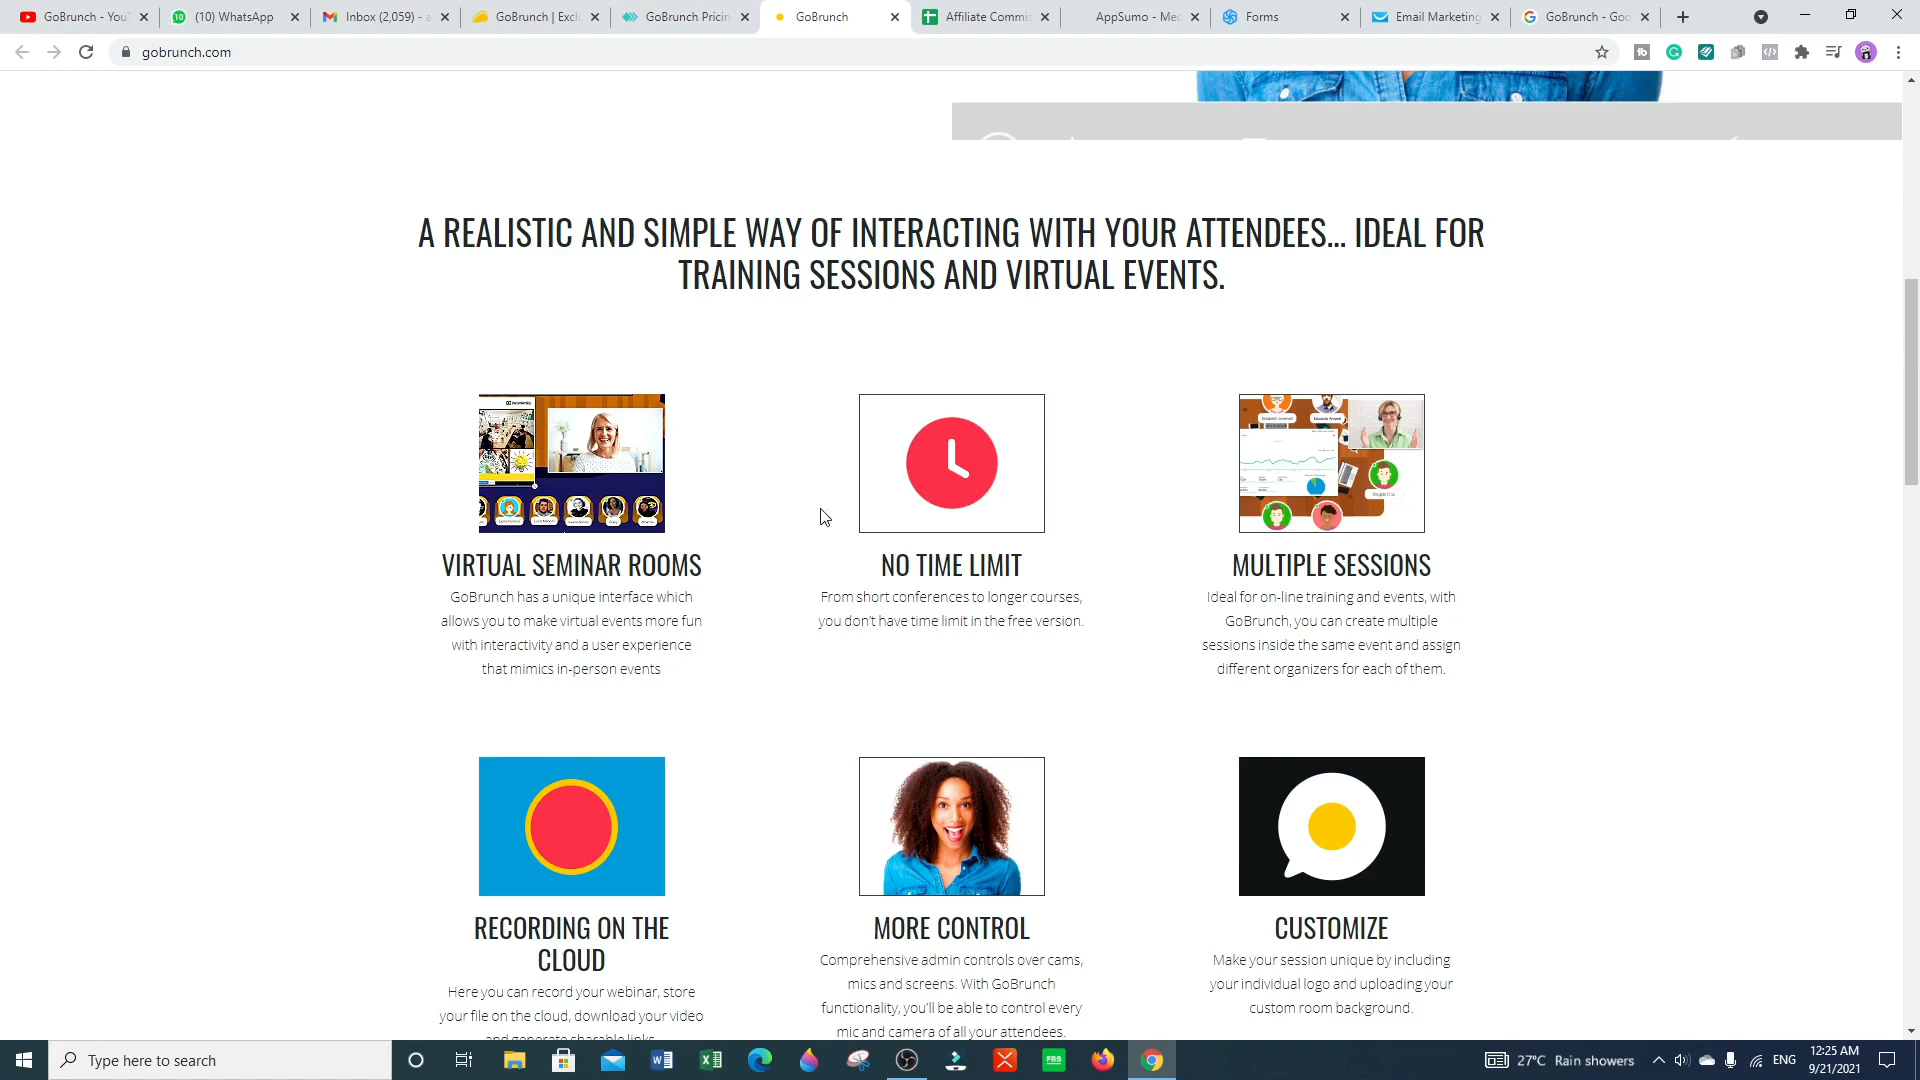 GoBrunch - You
(10) WhatsApp
Inbox (2,059) - a
GoBrunch | Exclu
GoBrunch Pricin
GoBrunch
Affiliate Commis
AppSumo - Med
Forms
Email Marketing
GoBrunch - Goo
gobrunch.com
A REALISTIC AND SIMPLE WAY OF INTERACTING WITH YOUR ATTENDEES... IDEAL FOR
TRAINING SESSIONS AND VIRTUAL EVENTS.
VIRTUAL SEMINAR ROOMS
GoBrunch has a unique interface which
allows you to make virtual events more fun
with interactivity and a user experience
that mimics in-person events
NO TIME LIMIT
From short conferences to longer courses,
you don't have time limit in the free version.
MULTIPLE SESSIONS
Ideal for on-line training and events, with
GoBrunch, you can create multiple
sessions inside the same event and assign
different organizers for each of them.
RECORDING ON THE
CLOUD
Here you can record your webinar, store
your file on the cloud, download your video
and generate sharable links
MORE CONTROL
Comprehensive admin controls over cams,
mics and screens. With GoBrunch
functionality, you'll be able to control every
mic and camera of all your attendees.
CUSTOMIZE
Make your session unique by including
your individual logo and uploading your
custom room background.
Type here to search
FBS
27°C Rain showers
ENG
12:25 AM
9/21/2021